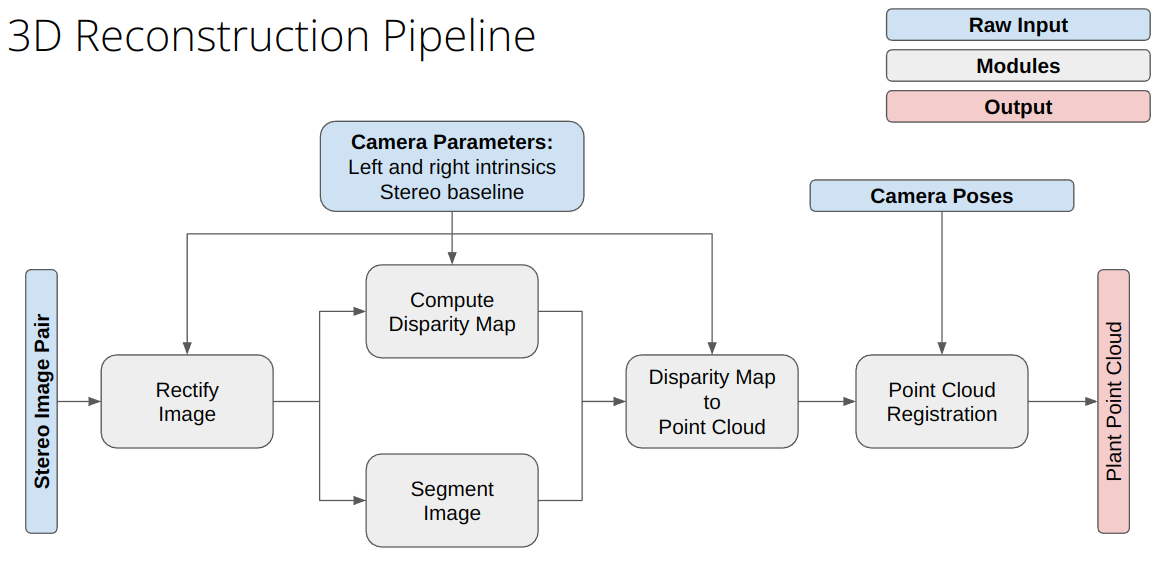 3D Reconstruction Pipeline
Raw Input
Modules
Output
Camera Parameters:
Left and right intrinsics
Stereo baseline
Camera Poses
Stereo Image Pair
Rectify
Image
Compute
Disparity Map
Segment
Image
Disparity Map
to
Point Cloud
Point Cloud
Registration
Plant Point Cloud